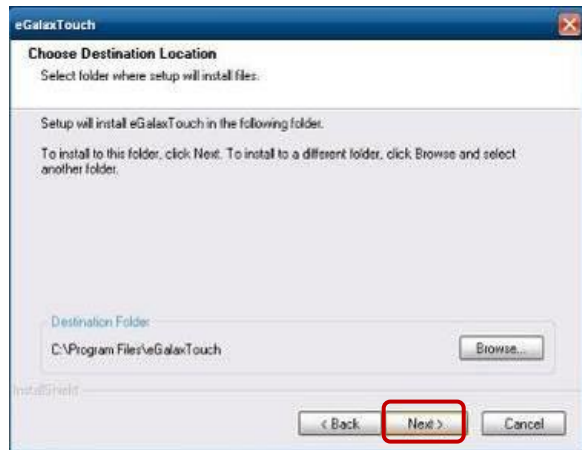 eGalaxTouch
Choose Destination Location
Select folder where setup will install files.
Setup will install eGalaxTouch in the following folder.
To install to this folder, click Next. To install to a different folder, click Browse and select
another folder.
Destination Folder
C:\Program Files\eGalaxTouch
Browse...
InstallShield
< Back
Next >
Cancel